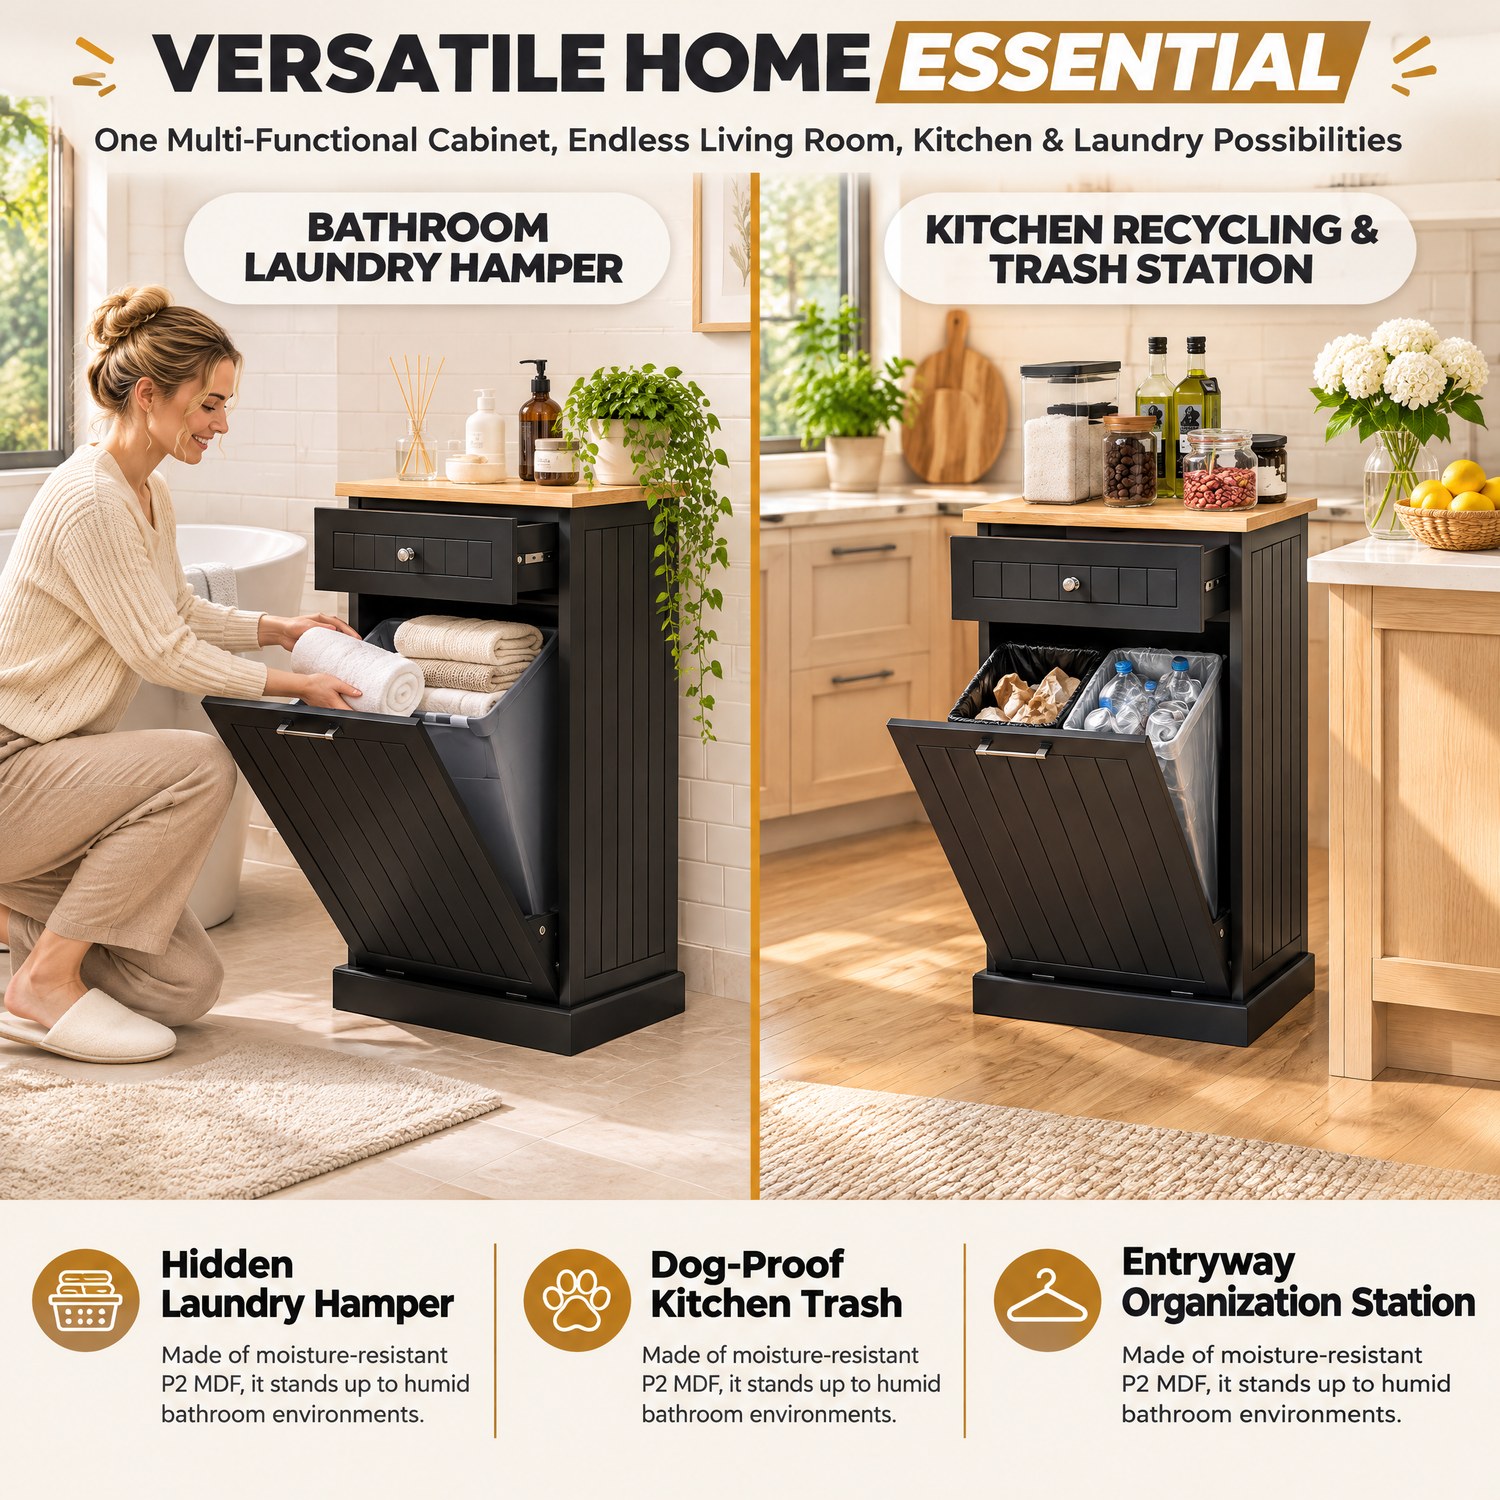 VERSATILE HOME ESSENTIAL
One Multi-Functional Cabinet, Endless Living Room, Kitchen & Laundry Possibilities
BATHROOM
LAUNDRY HAMPER
KITCHEN RECYCLING &
TRASH STATION
Hidden
Laundry Hamper
Made of moisture-resistant
P2 MDF, it stands up to humid
bathroom environments.
Dog-Proof
Kitchen Trash
Made of moisture-resistant
P2 MDF, it stands up to humid
bathroom environments.
Entryway
Organization Station
Made of moisture-resistant
P2 MDF, it stands up to humid
bathroom environments.